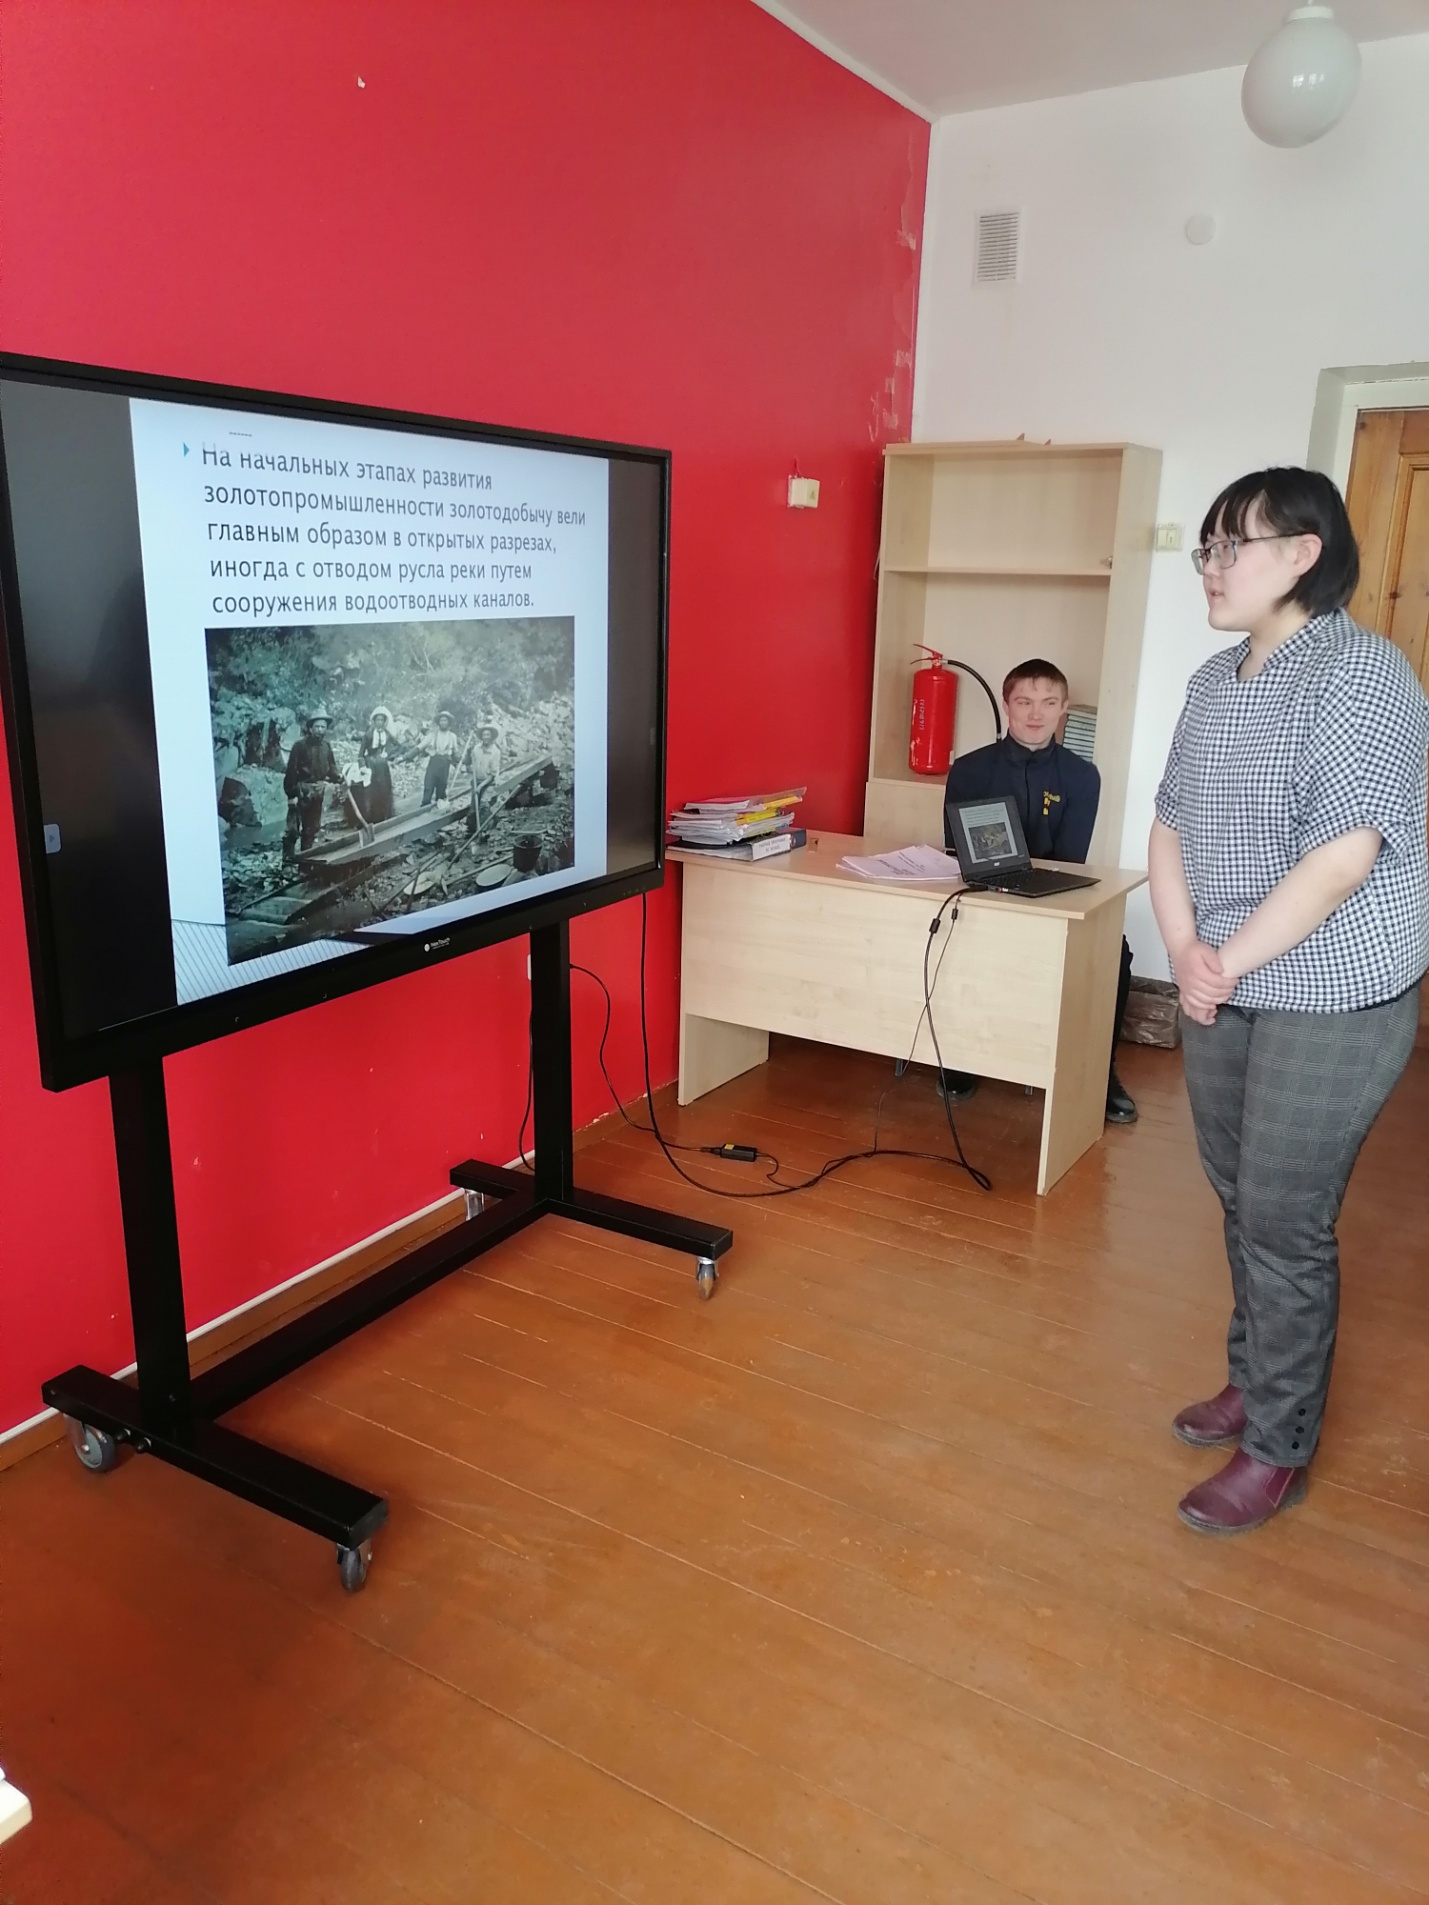 На начальных этапах развития
золотопромышленности золотодобычу вели
главным образом в открытых разрезах,
иногда с отводом русла реки путем
сооружения водоотводных каналов.